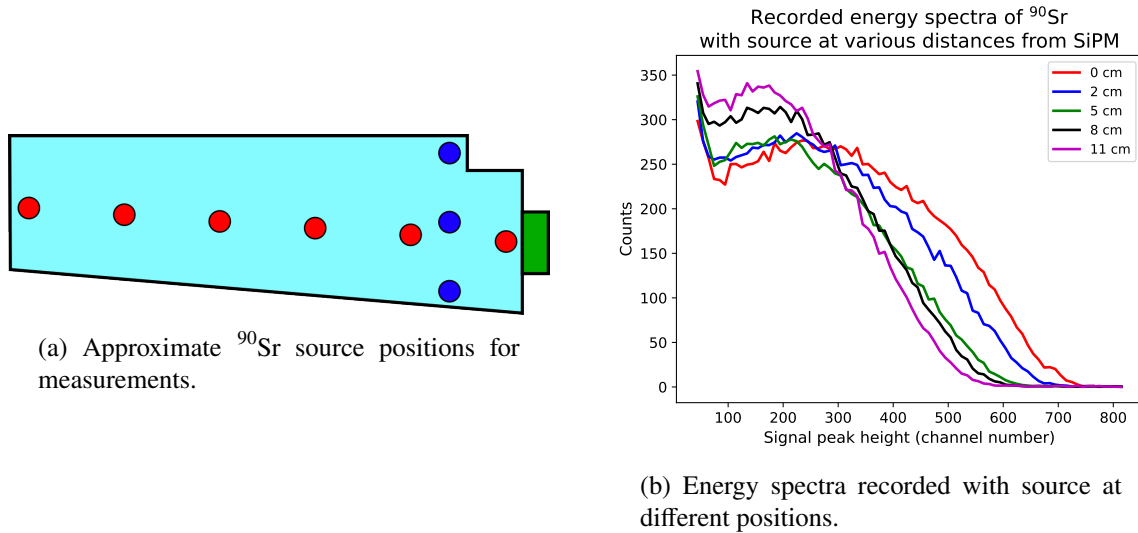 Recorded energy spectra of ⁹⁰Sr
with source at various distances from SiPM
350
300
250
200
150
100
50
0
Counts
0 cm
2 cm
5 cm
8 cm
11 cm
100 200 300 400 500 600 700 800
Signal peak height (channel number)
(a) Approximate ⁹⁰Sr source positions for
measurements.
(b) Energy spectra recorded with source at
different positions.